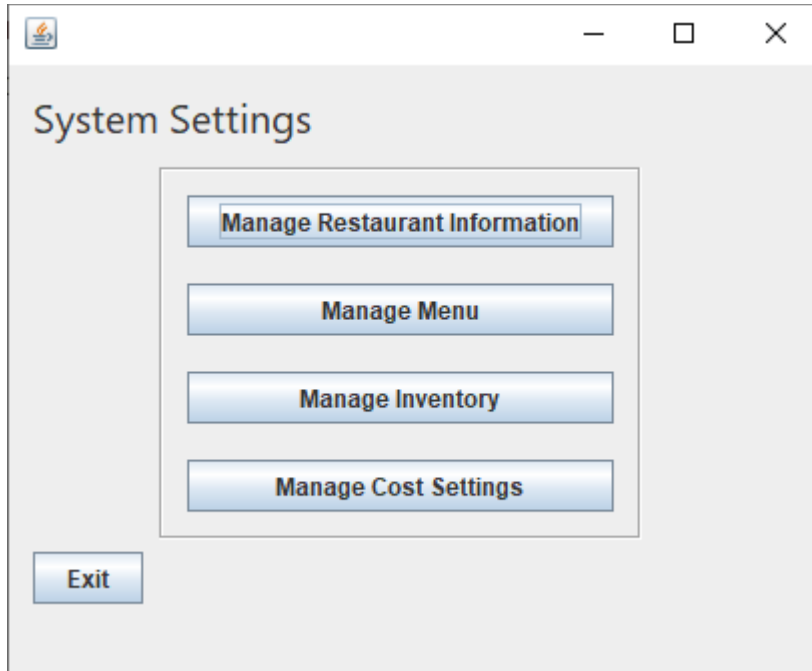 System Settings
Manage Restaurant Information
Manage Menu
Manage Inventory
Manage Cost Settings
Exit